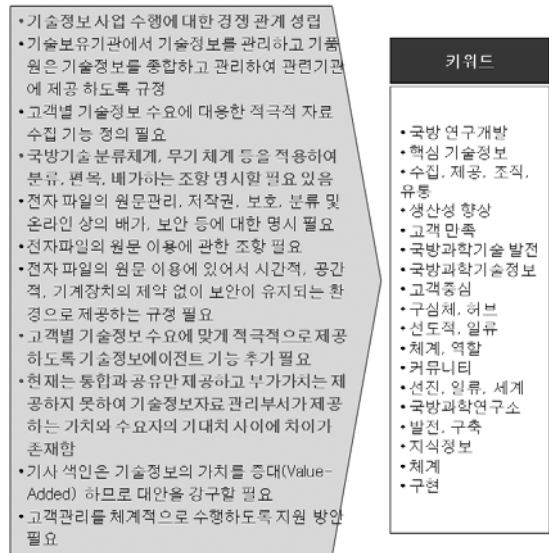 •기술정보사업 수행에 대한 경쟁 관계 성립
•기술보유기관에서 기술정보를 관리하고 기품
원은 기술정보를 종합하고 관리하여 관련기관
에 제공 하도록 규정
•고객별 기술정보 수요에 대응한 적극적 자료
수집 기능 정의 필요
•국방기술 분류체계, 무기 체계 등을 적용하여
분류, 편목, 배가하는 조항 명시할 필요 있음
•전자 파일의 원문관리, 저작권, 보호, 분류 및
온라인 상의 배가, 보안 등에 대한 명시 필요
•전자파일의 원문 이용에 관한 조항 필요
•전자 파일의 원문 이용에 있어서 시간적, 공간
적, 기계장치의 제약 없이 보안이 유지되는 환
경으로 제공하는 규정 필요
•고객별 기술정보 수요에 맞게 적극적으로 제공
하도록 기술정보에이전트 기능 추가 필요
•현재는 통합과 공유만 제공하고 부가가치는 제
공하지 못하여 기술정보자료 관리부서가 제공
하는 가치와 수요자의 기대치 사이에 차이가
존재함
•기사 색인은 기술정보의 가치를 증대(Value-
Added) 하므로 대안을 강구할 필요
•고객관리를 체계적으로 수행하도록 지원 방안
필요
키워드
•국방 연구개발
•핵심 기술정보
•수집, 제공, 조직,
유통
•생산성 향상
•고객 만족
•국방과학기술 발전
•국방과학기술정보
•고객중심
•구심체, 허브
•선도적, 일류
•체계, 역할
•커뮤니티
•선진, 일류, 세계
•국방과학연구소
•발전, 구축
•지식정보
•체계
•구현